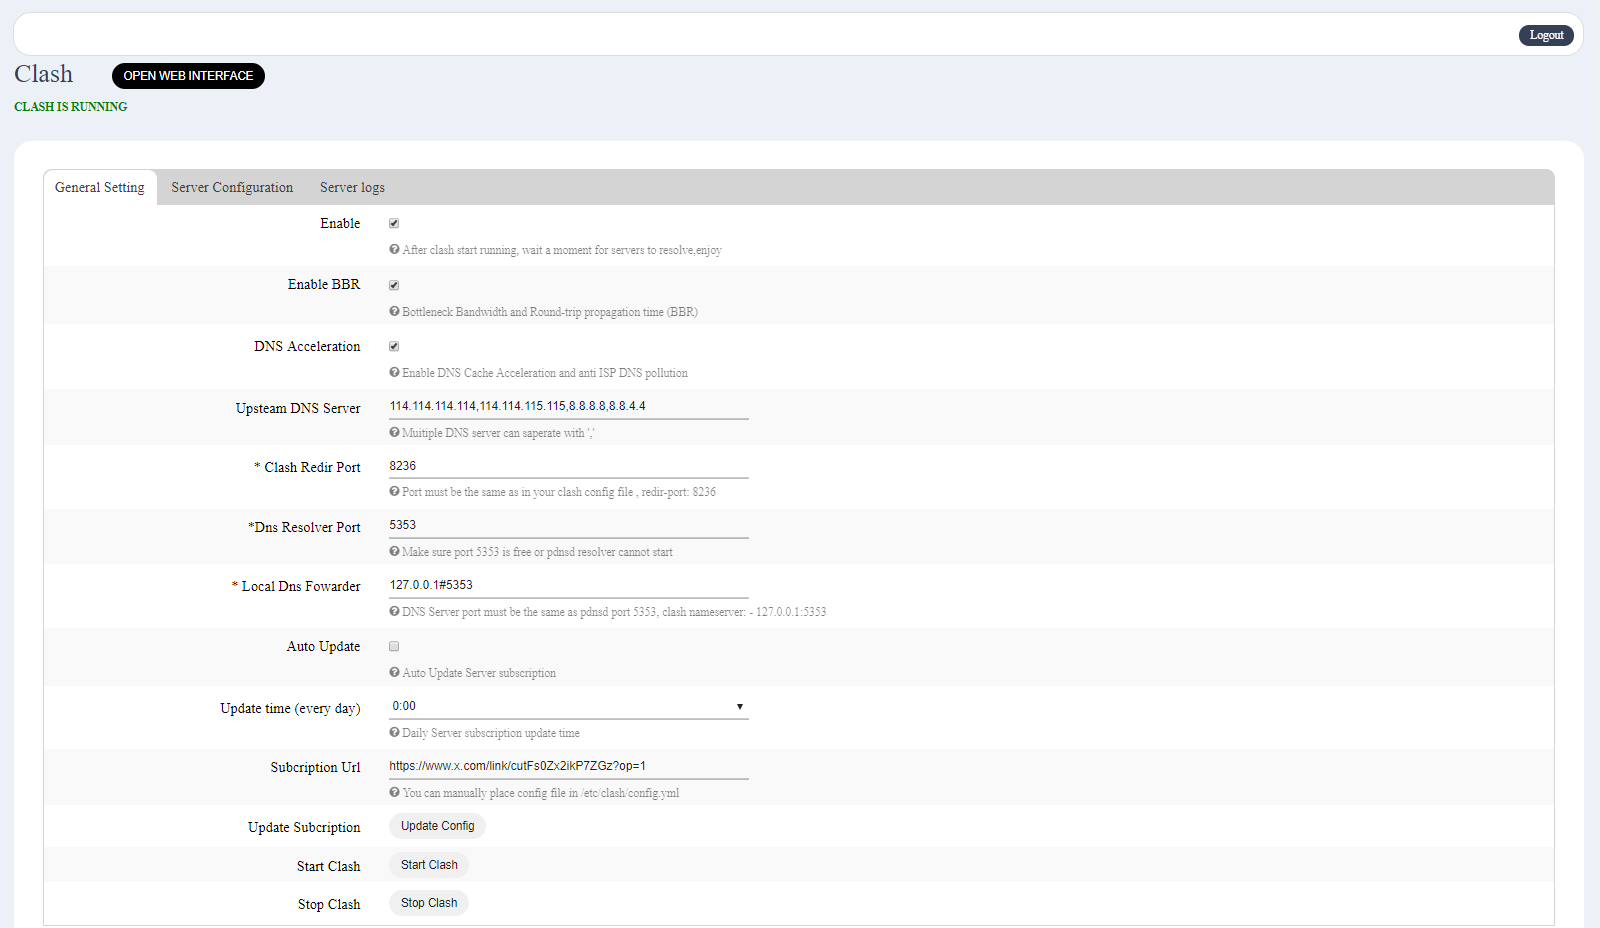 Logout
Clash OPEN WEB INTERFACE
CLASH IS RUNNING
General Setting Server Configuration Server logs
Enable
After clash start running, wait a moment for servers to resolve,enjoy
Enable BBR
Bottleneck Bandwidth and Round-trip propagation time (BBR)
DNS Acceleration
Enable DNS Cache Acceleration and anti ISP DNS pollution
Upsteam DNS Server 114.114.114.114,114.114.115.115,8.8.8.8,8.8.4.4
Muitiple DNS server can saperate with ','
* Clash Redir Port 8236
Port must be the same as in your clash config file , redir-port: 8236
*Dns Resolver Port 5353
Make sure port 5353 is free or pdnsd resolver cannot start
* Local Dns Fowarder 127.0.0.1#5353
DNS Server port must be the same as pdnsd port 5353, clash nameserver: - 127.0.0.1:5353
Auto Update
Auto Update Server subscription
Update time (every day) 0:00
Daily Server subscription update time
Subcription Url https://www.x.com/link/cutFs0Zx2ikP7ZGz?op=1
You can manually place config file in /etc/clash/config.yml
Update Subcription Update Config
Start Clash Start Clash
Stop Clash Stop Clash